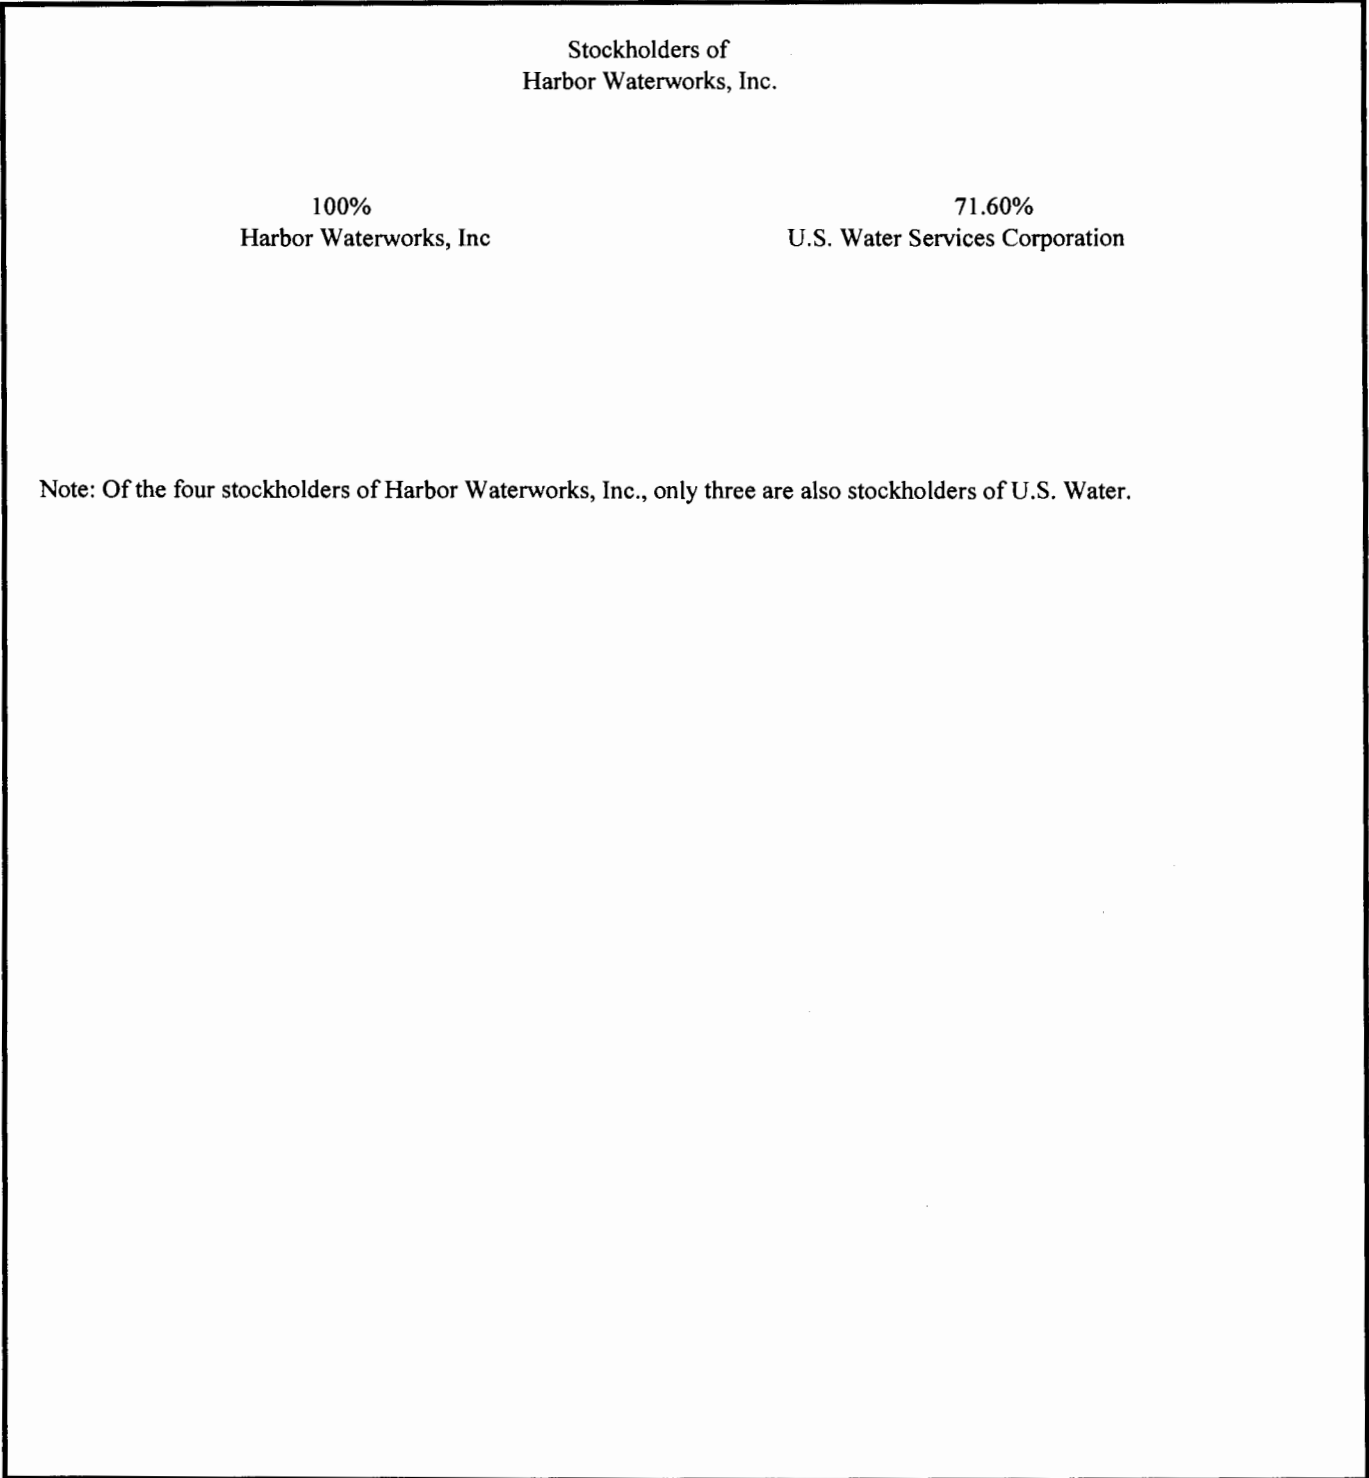 Stockholders of
Harbor Waterworks, Inc.
100%
Harbor Waterworks, Inc
71.60%
U.S. Water Services Corporation
Note: Of the four stockholders of Harbor Waterworks, Inc., only three are also stockholders of U.S. Water.